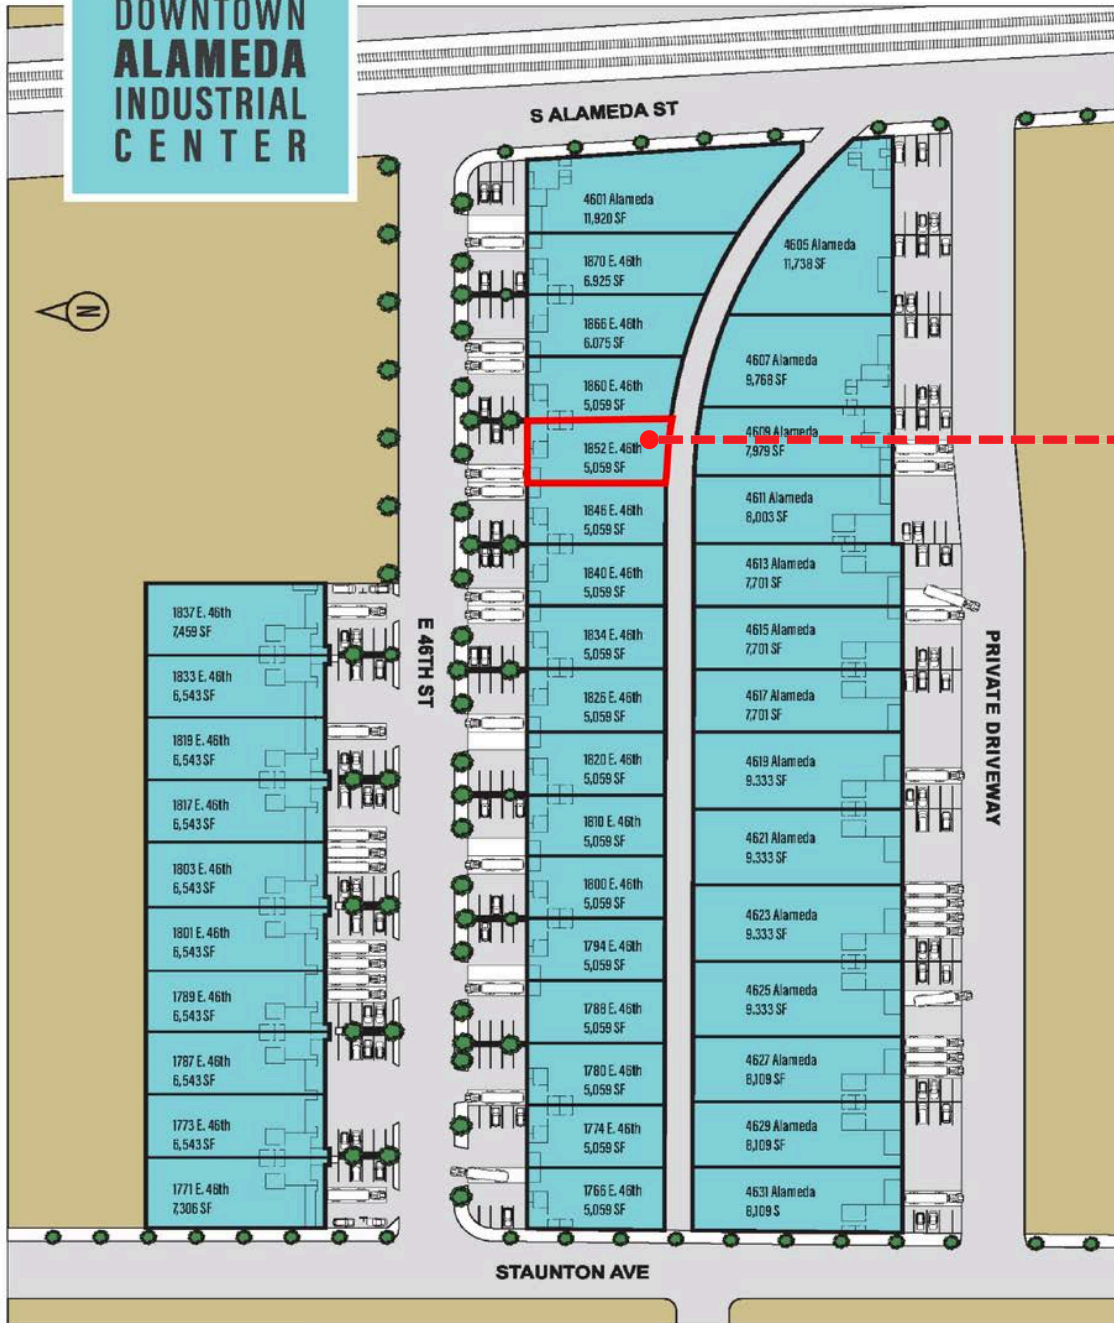 DOWNTOWN
ALAMEDA
INDUSTRIAL
CENTER
S ALAMEDA ST
N
4601 Alameda
11,920 SF
1870 E. 46th
6.925 SF
1866 E. 46th
6.075 SF
1860 E. 46th
5,059 SF
1852 E. 46th
5,059 SF
1846 E. 46th
5,059 SF
1840 E. 46th
5,059 SF
1834 E. 46th
5,059 SF
1826 E. 46th
5,059 SF
1820 E. 46th
5,059 SF
1810 E. 46th
5,059 SF
1800 E. 46th
5,059 SF
1794 E. 46th
5,059 SF
1788 E. 46th
5,059 SF
1780 E. 46th
5,059 SF
1774 E. 46th
5,059 SF
1766 E. 46th
5,059 SF
4605 Alameda
11,738 SF
4607 Alameda
9,768 SF
4609 Alameda
7,979 SF
4611 Alameda
8,003 SF
4613 Alameda
7,701 SF
4615 Alameda
7,701 SF
4617 Alameda
7,701 SF
4619 Alameda
9.333 SF
4621 Alameda
9.333 SF
4623 Alameda
9.333 SF
4625 Alameda
9.333 SF
4627 Alameda
8,109 SF
4629 Alameda
8,109 SF
4631 Alameda
8,109 S
1837 E. 46th
7,459 SF
1833 E. 46th
6,543 SF
1819 E. 46th
6,543 SF
1817 E. 46th
6,543 SF
1803 E. 46th
6,543 SF
1801 E. 46th
6,543 SF
1789 E. 46th
6,543 SF
1787 E. 46th
6,543 SF
1773 E. 46th
6,543 SF
1771 E. 46th
7,306 SF
E 46TH ST
PRIVATE DRIVEWAY
STAUNTON AVE